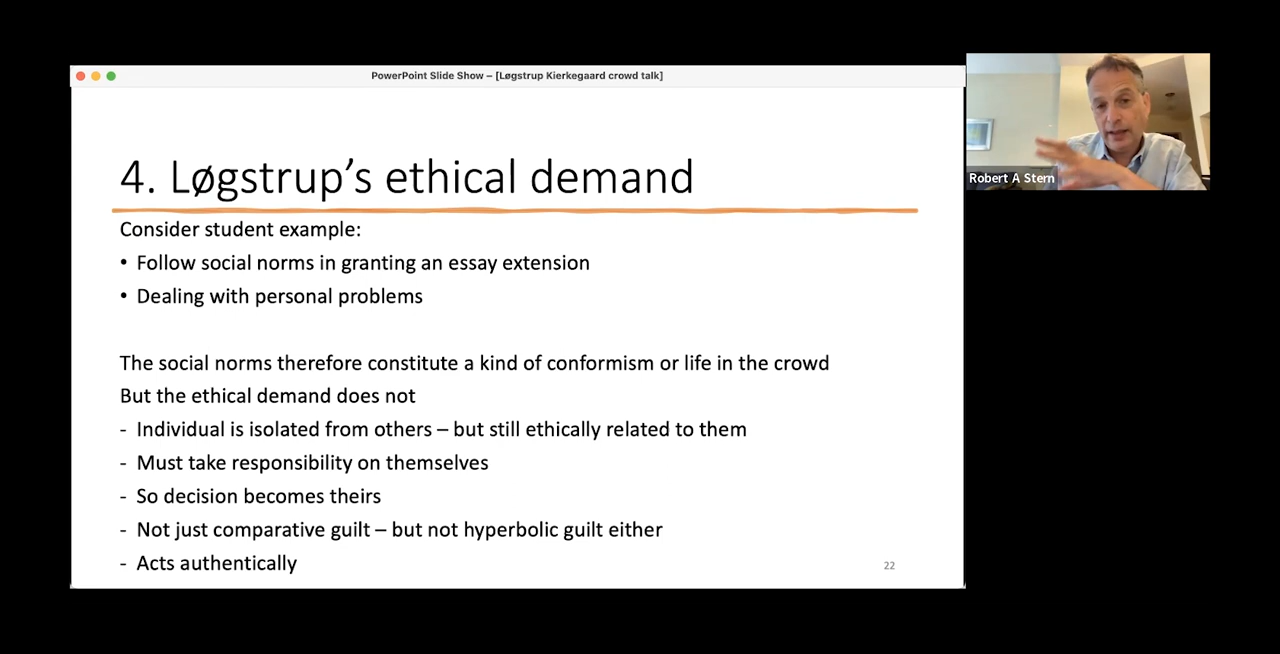 PowerPoint Slide Show – [Løgstrup Kierkegaard crowd talk]
4. Løgstrup’s ethical demand
Consider student example:
• Follow social norms in granting an essay extension
• Dealing with personal problems
The social norms therefore constitute a kind of conformism or life in the crowd
But the ethical demand does not
- Individual is isolated from others – but still ethically related to them
- Must take responsibility on themselves
- So decision becomes theirs
- Not just comparative guilt – but not hyperbolic guilt either
- Acts authentically
22
Robert A Stern